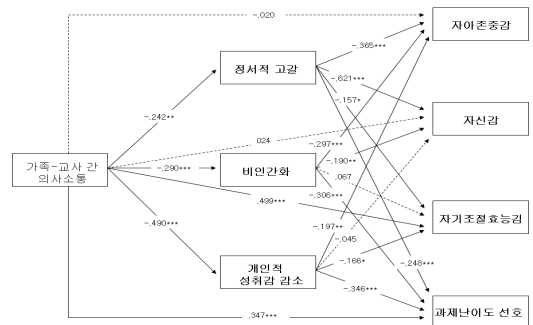 -.020
자아존중감
-.365***
정서적 고갈
-.621***
-.157*
-.242**
자신감
.024
-.297***
-.190**
가족-교사 간
의사소통
-.290***
비인간화
.067
-.306***
.499***
-.197**
자기조절효능김
-.490***
-.045
-.166*
개인적
성취감 감소
-.248***
-.346***
과제난이도 선호
.347***